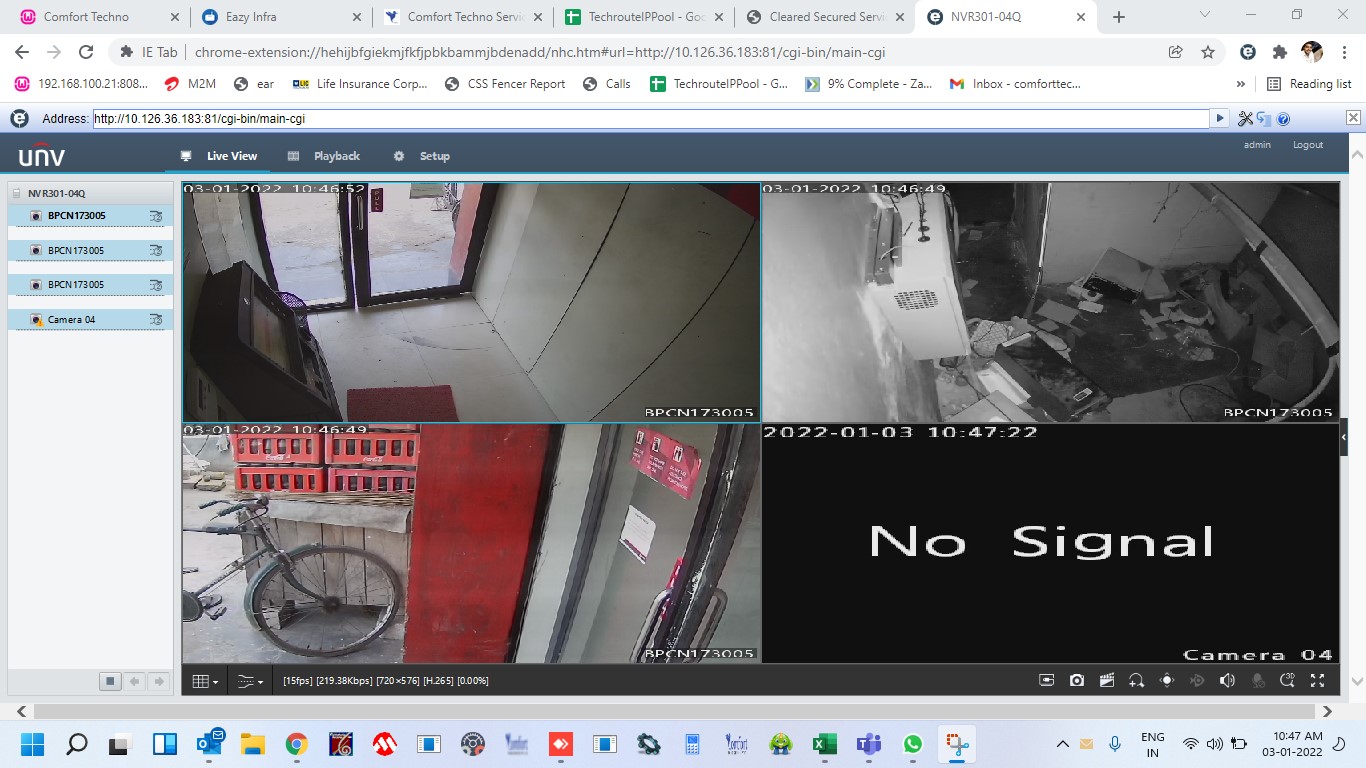 Comfort Techno
Eazy Infra
Comfort Techno Servic
TechrouteIPPool - Goo
Cleared Secured Servi
NVR301-04Q
IE Tab
chrome-extension://hehijbfgiekmjfkfjpbkbammjbdenadd/nhc.htm#url=http://10.126.36.183:81/cgi-bin/main-cgi
192.168.100.21:808...
M2M
ear
LIC
Life Insurance Corp...
CSS Fencer Report
Calls
TechrouteIPPool - G...
9% Complete - Za...
Inbox - comforttec...
»
Reading list
Address:
http://10.126.36.183:81/cgi-bin/main-cgi
unv
Live View
Playback
Setup
admin
Logout
NVR301-04Q
BPCN173005
BPCN173005
BPCN173005
Camera 04
03-01-2022 10:46:52
BPCN173005
03-01-2022 10:46:49
BPCN173005
03-01-2022 10:46:49
BPCN173005
2022-01-03 10:47:22
No Signal
Camera 04
[15fps] [219.38Kbps] [720×576] [H.265] [0.00%]
3D
ENG
IN
10:47 AM
03-01-2022